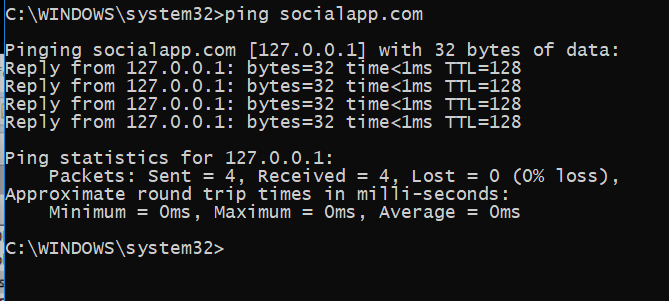 C:\WINDOWS\system32>ping socialapp.com
Pinging socialapp.com [127.0.0.1] with 32 bytes of data:
Reply from 127.0.0.1: bytes=32 time<1ms TTL=128
Reply from 127.0.0.1: bytes=32 time<1ms TTL=128
Reply from 127.0.0.1: bytes=32 time<1ms TTL=128
Reply from 127.0.0.1: bytes=32 time<1ms TTL=128
Ping statistics for 127.0.0.1:
    Packets: Sent = 4, Received = 4, Lost = 0 (0% loss),
Approximate round trip times in milli-seconds:
    Minimum = 0ms, Maximum = 0ms, Average = 0ms
C:\WINDOWS\system32>